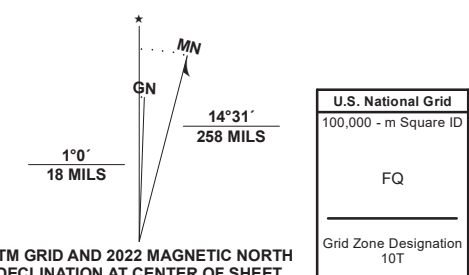 ★
MN
GN
14°31´
258 MILS
1°0´
18 MILS
TM GRID AND 2022 MAGNETIC NORTH
DECLINATION AT CENTER OF SHEET
U.S. National Grid
100,000 - m Square ID
FQ
Grid Zone Designation
10T